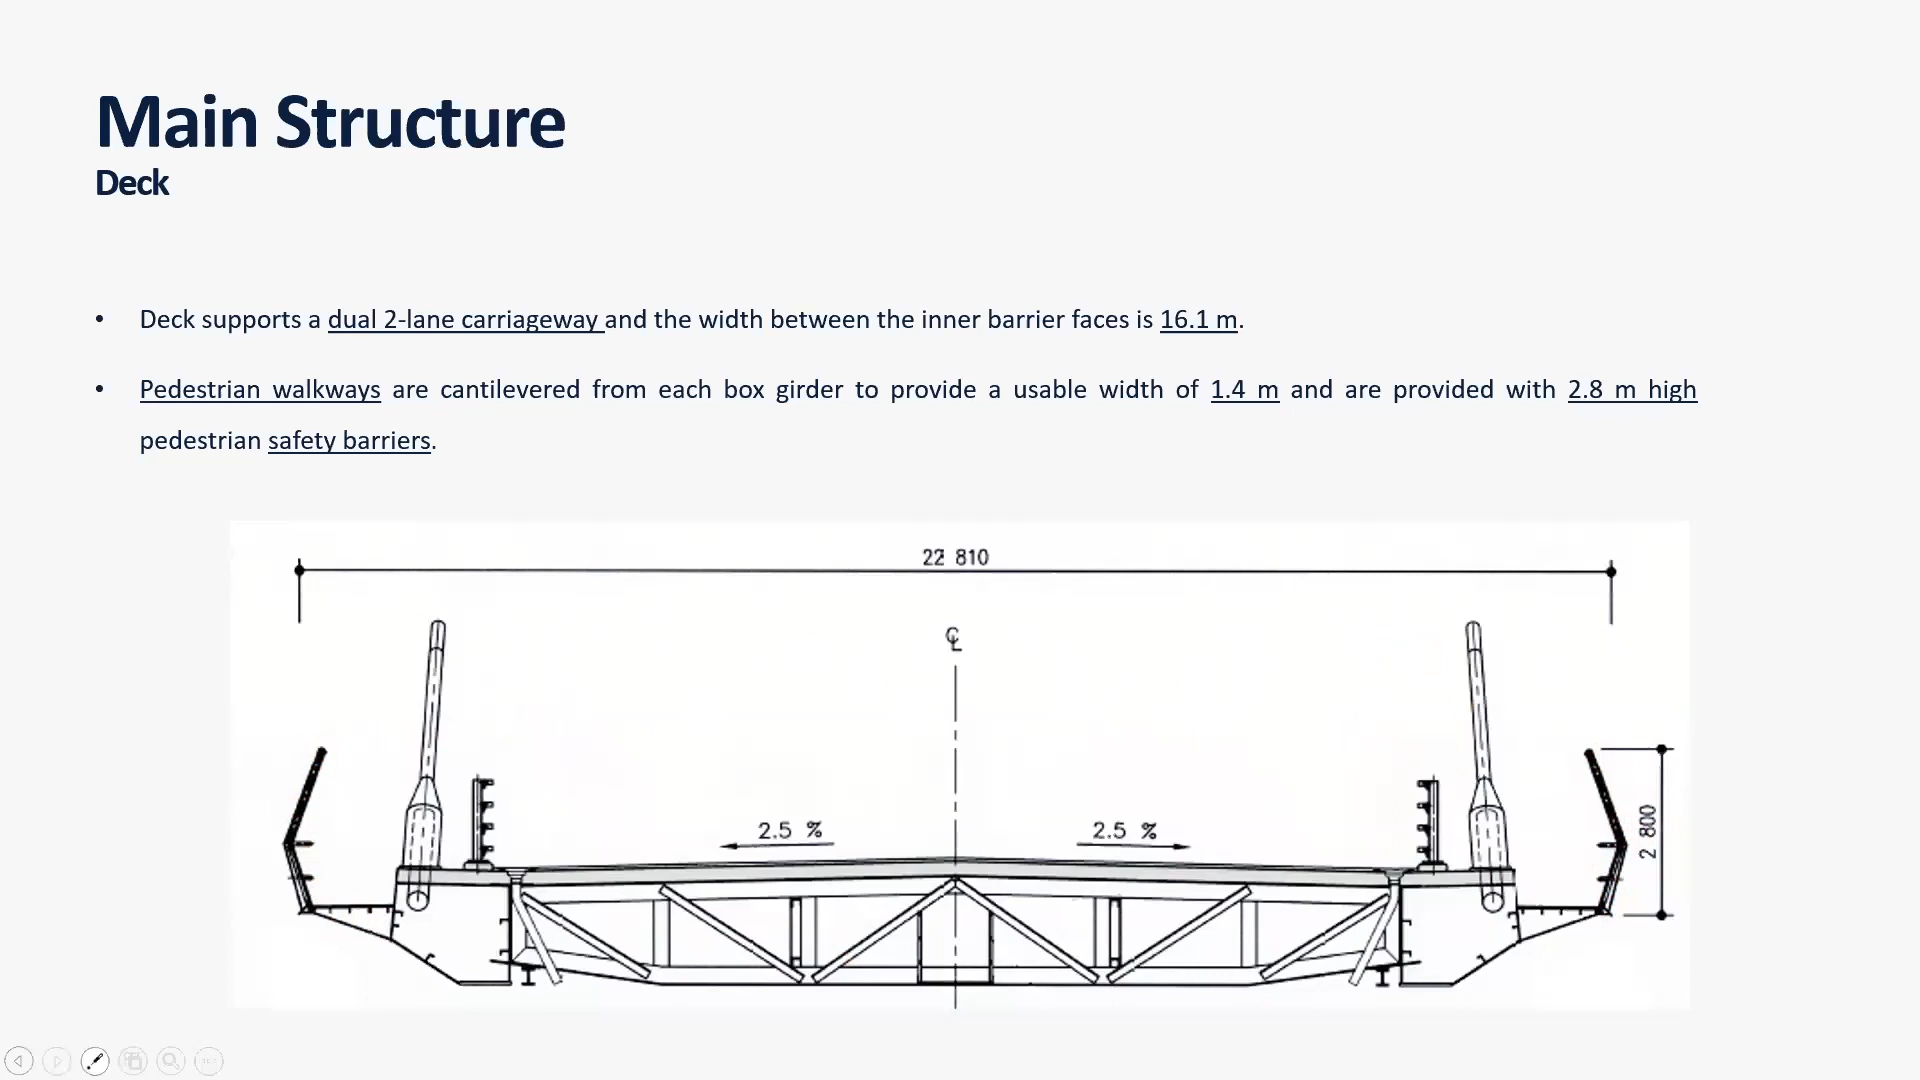 Main Structure
Deck
• Deck supports a dual 2-lane carriageway and the width between the inner barrier faces is 16.1 m.
• Pedestrian walkways are cantilevered from each box girder to provide a usable width of 1.4 m and are provided with 2.8 m high
pedestrian safety barriers.
22 810
℄
2.5 %
2.5 %
2 800